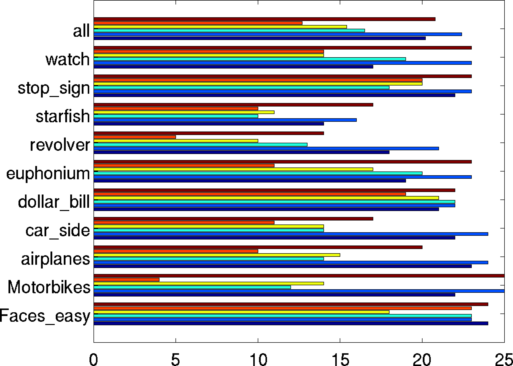 all
watch
stop_sign
starfish
revolver
euphonium
dollar_bill
car_side
airplanes
Motorbikes
Faces_easy
0 5 10 15 20 25